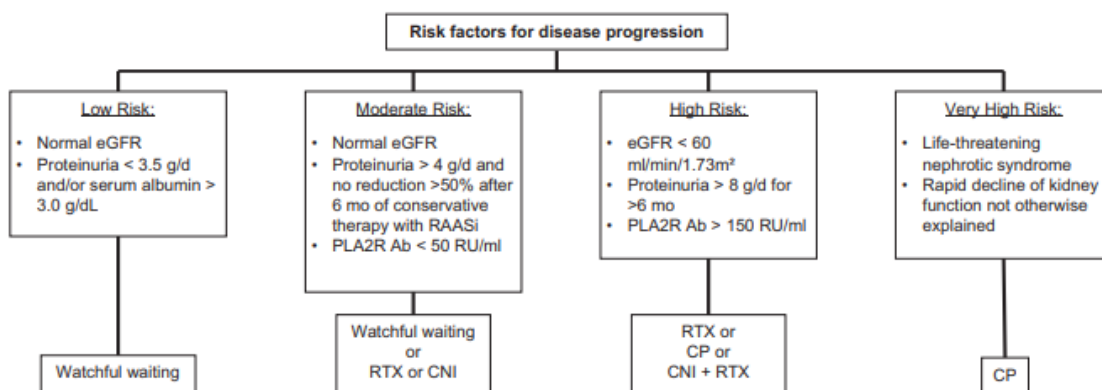 Risk factors for disease progression
Low Risk:
• Normal eGFR
• Proteinuria < 3.5 g/d
and/or serum albumin >
3.0 g/dL
Moderate Risk:
• Normal eGFR
• Proteinuria > 4 g/d and
no reduction >50% after
6 mo of conservative
therapy with RAASi
• PLA2R Ab < 50 RU/ml
High Risk:
• eGFR < 60
ml/min/1.73m²
• Proteinuria > 8 g/d for
>6 mo
• PLA2R Ab > 150 RU/ml
Very High Risk:
• Life-threatening
nephrotic syndrome
• Rapid decline of kidney
function not otherwise
explained
Watchful waiting
Watchful waiting
or
RTX or CNI
RTX or
CP or
CNI + RTX
CP